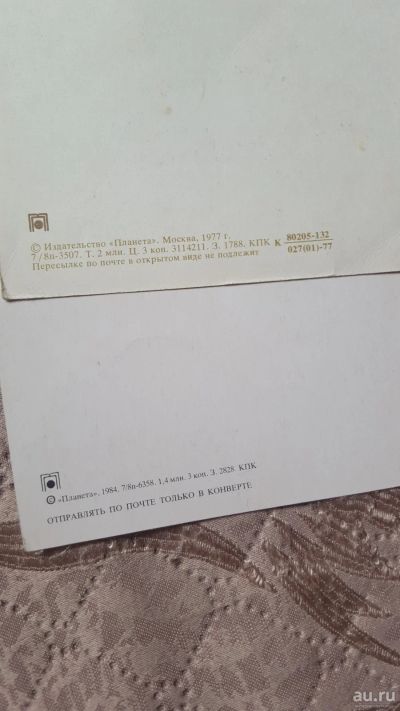 © Издательство «Планета». Москва, 1977 г.
7/8п-3507. Т. 2 млн. Ц. 3 коп. 3114211. З. 1788. КПК К 80205-132
027(01)-77
Пересылке по почте в открытом виде не подлежит
© «Планета», 1984. 7/8п-6358. 1,4 млн. 3 коп. З. 2828. КПК
ОТПРАВЛЯТЬ ПО ПОЧТЕ ТОЛЬКО В КОНВЕРТЕ
au.ru